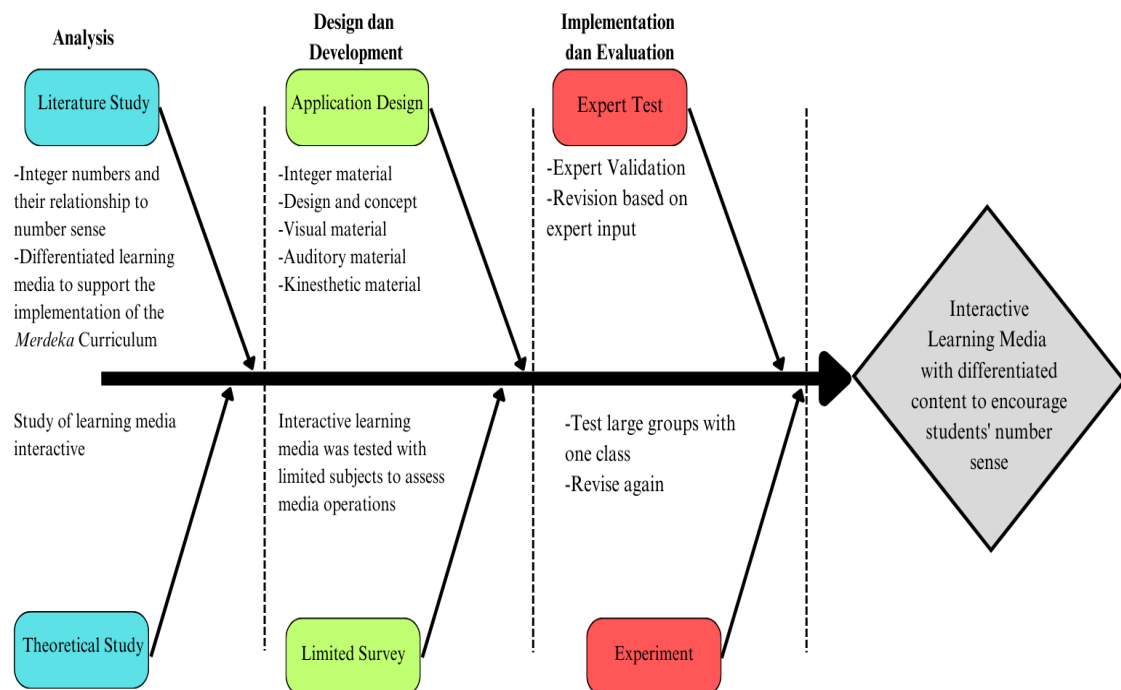 Analysis
Literature Study
-Integer numbers and
their relationship to
number sense
-Differentiated learning
media to support the
implementation of the
Merdeka Curriculum
Study of learning media
interactive
Theoretical Study
Design dan
Development
Application Design
-Integer material
-Design and concept
-Visual material
-Auditory material
-Kinesthetic material
Interactive learning
media was tested with
limited subjects to assess
media operations
Limited Survey
Implementation
dan Evaluation
Expert Test
-Expert Validation
-Revision based on
expert input
-Test large groups with
one class
-Revise again
Experiment
Interactive
Learning Media
with differentiated
content to encourage
students' number
sense